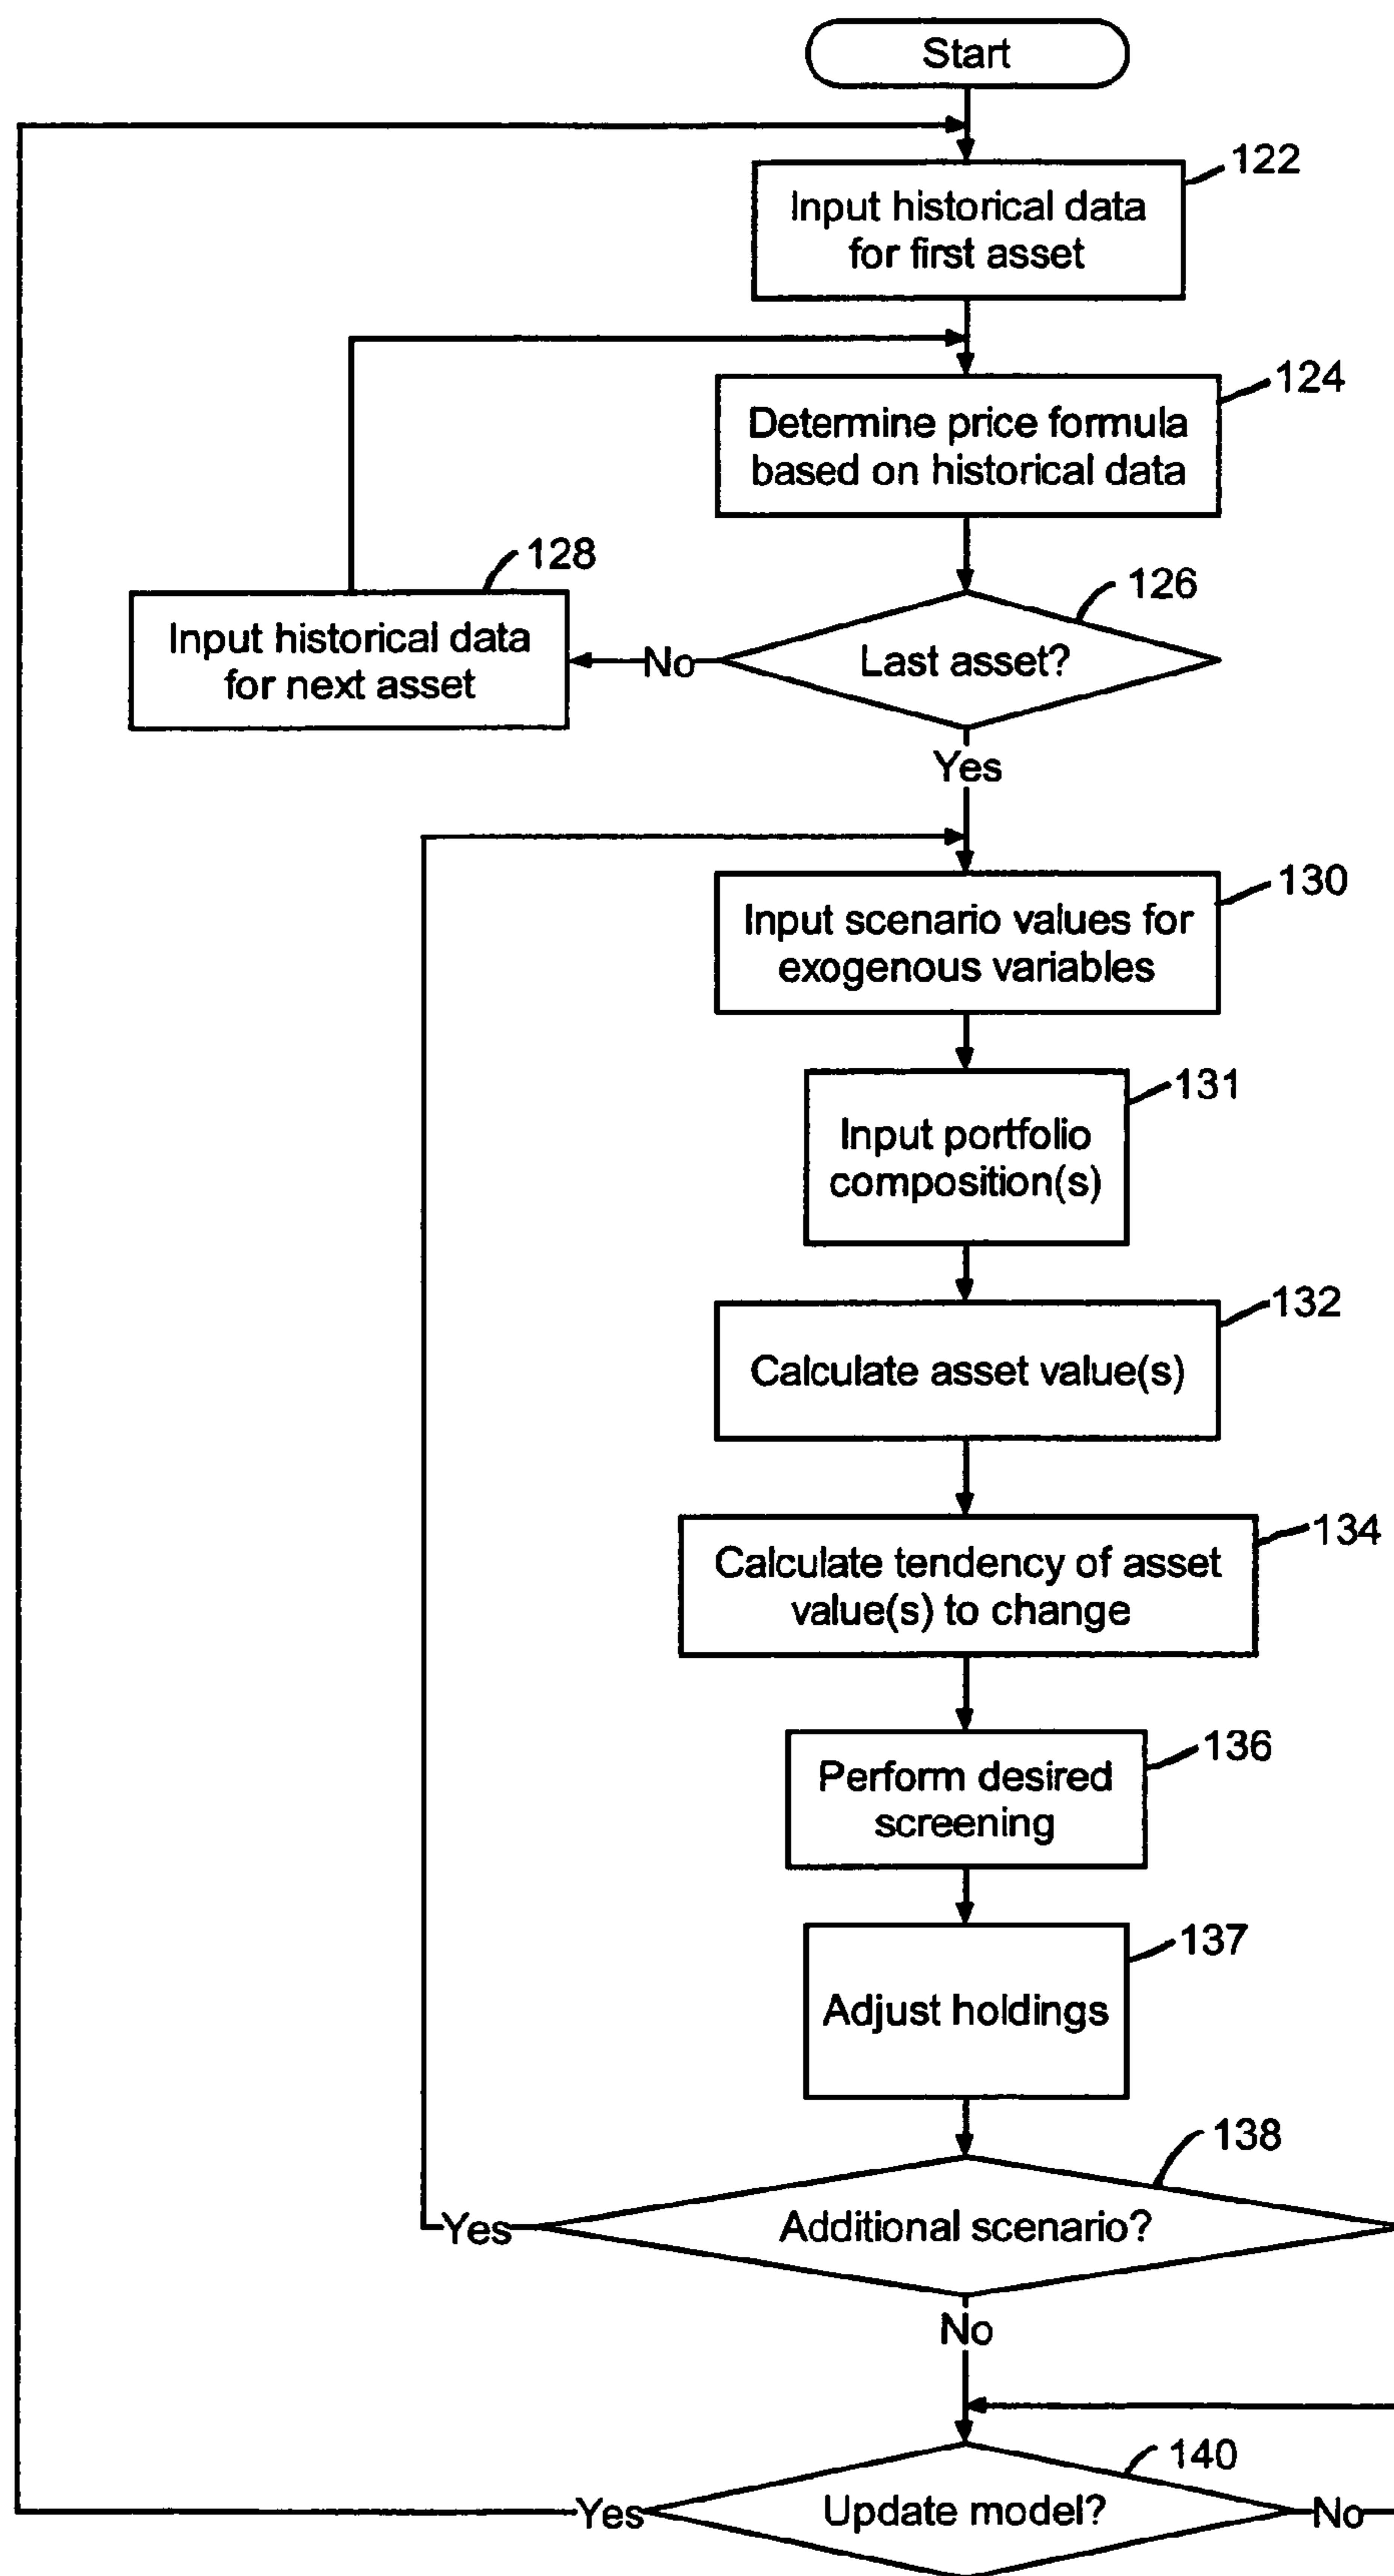 Start
122
Input historical data
for first asset
124
Determine price formula
based on historical data
128
126
Input historical data
for next asset
No
Last asset?
Yes
130
Input scenario values for
exogenous variables
131
Input portfolio
composition(s)
132
Calculate asset value(s)
134
Calculate tendency of asset
value(s) to change
136
Perform desired
screening
137
Adjust holdings
138
Yes
Additional scenario?
No
140
Yes
Update model?
No